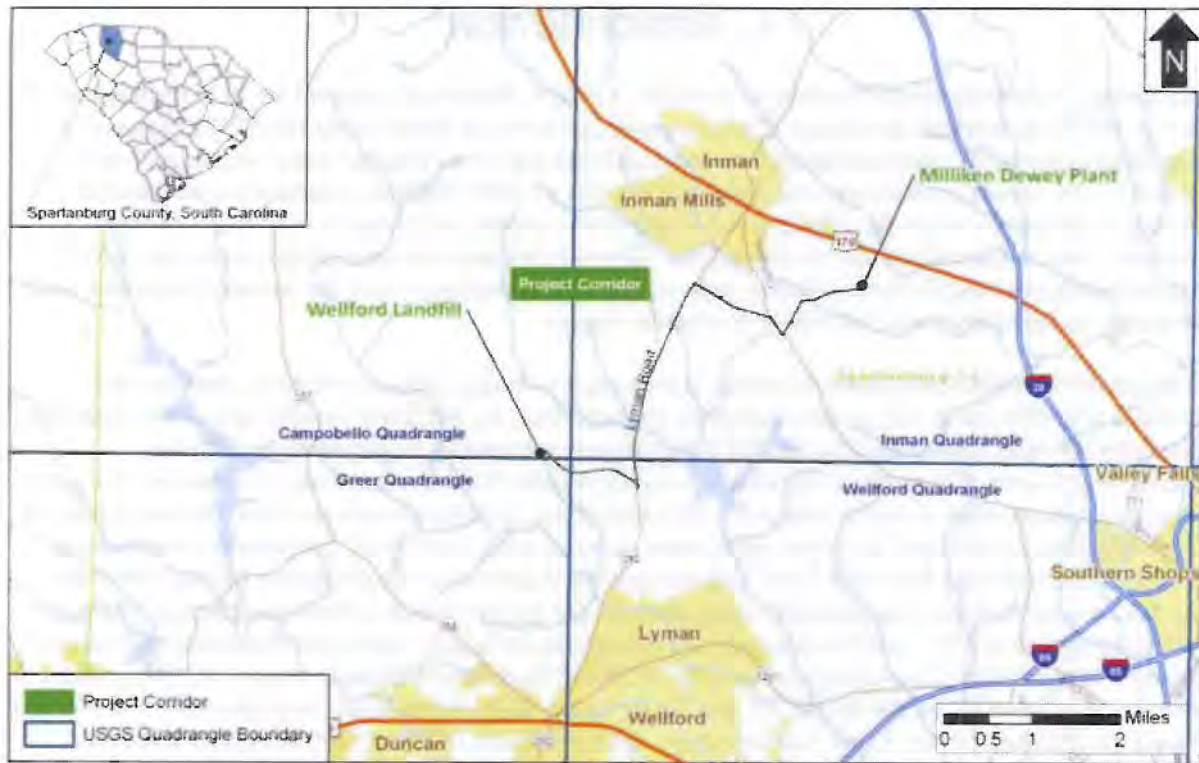 N
Spartanburg County, South Carolina
Inman
Inman Mills
Milliken Dewey Plant
Project Corridor
Wellford Landfill
Lyman Road
26
Campobello Quadrangle
Inman Quadrangle
Greer Quadrangle
Wellford Quadrangle
Valley Falls
Southern Shops
Lyman
85
Wellford
Duncan
Project Corridor
USGS Quadrangle Boundary
Miles
0 0.5 1 2